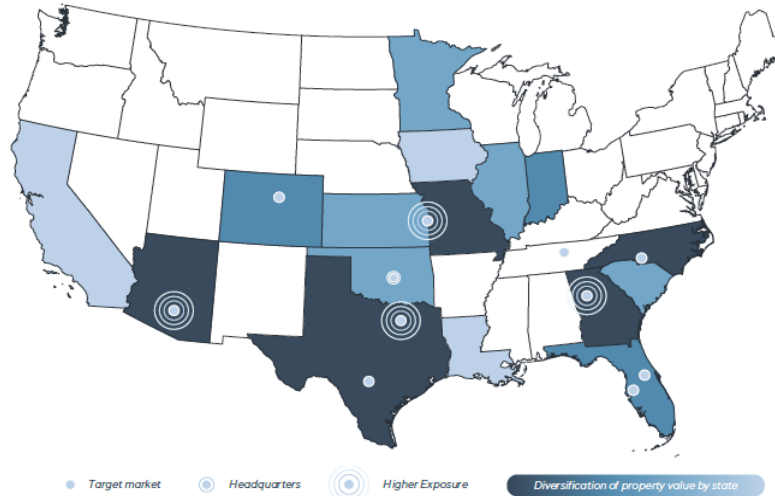 Target market
Headquarters
Higher Exposure
Diversification of property value by state